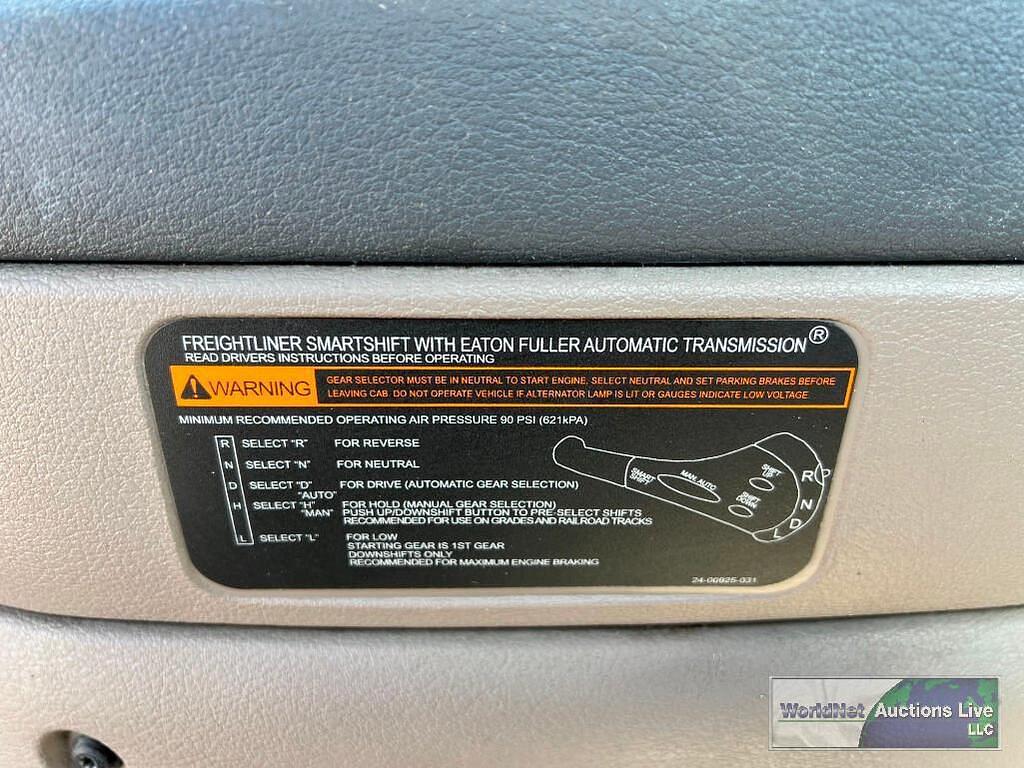 FREIGHTLINER SMARTSHIFT WITH EATON FULLER AUTOMATIC TRANSMISSION®
READ DRIVERS INSTRUCTIONS BEFORE OPERATING
WARNING
GEAR SELECTOR MUST BE IN NEUTRAL TO START ENGINE. SELECT NEUTRAL AND SET PARKING BRAKES BEFORE
LEAVING CAB. DO NOT OPERATE VEHICLE IF ALTERNATOR LAMP IS LIT OR GAUGES INDICATE LOW VOLTAGE
MINIMUM RECOMMENDED OPERATING AIR PRESSURE 90 PSI (621kPA)
R SELECT "R" FOR REVERSE
N SELECT "N" FOR NEUTRAL
D SELECT "D" FOR DRIVE (AUTOMATIC GEAR SELECTION)
"AUTO"
H SELECT "H" FOR HOLD (MANUAL GEAR SELECTION)
"MAN" PUSH UP/DOWNSHIFT BUTTON TO PRE-SELECT SHIFTS
RECOMMENDED FOR USE ON GRADES AND RAILROAD TRACKS
L SELECT "L" FOR LOW
STARTING GEAR IS 1ST GEAR
DOWNSHIFTS ONLY
RECOMMENDED FOR MAXIMUM ENGINE BRAKING
SMART
SHIFT
MAN. AUTO
SHIFT
UP
SHIFT
DOWN
R
N
D
L
24-00925-031
WorldNet Auctions Live
LLC